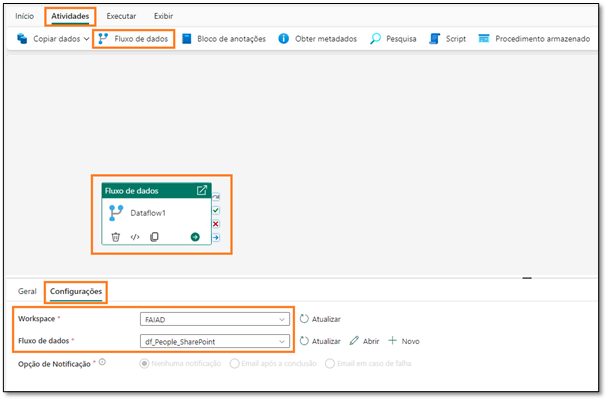 Início Atividades Executar Exibir
Copiar dados Fluxo de dados Bloco de anotações Obter metadados Pesquisa Script Procedimento armazenado
Fluxo de dados
Dataflow1
Geral Configurações
Workspace * FAIAD Atualizar
Fluxo de dados * df_People_SharePoint Atualizar Abrir Novo
Opção de Notificação * Nenhuma notificação Email após a conclusão Email em caso de falha